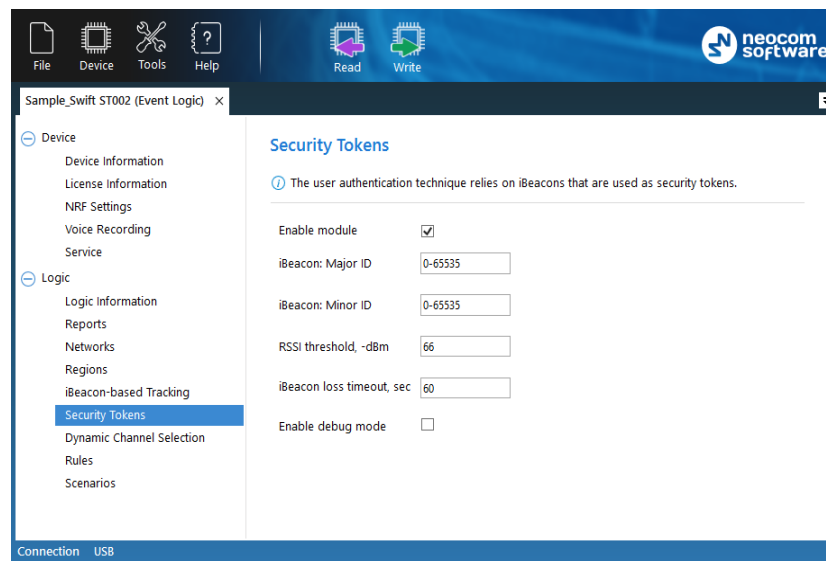 File Device Tools Help Read Write
neocom
software
Sample_Swift ST002 (Event Logic) ×
Device
Device Information
License Information
NRF Settings
Voice Recording
Service
Logic
Logic Information
Reports
Networks
Regions
iBeacon-based Tracking
Security Tokens
Dynamic Channel Selection
Rules
Scenarios
Security Tokens
The user authentication technique relies on iBeacons that are used as security tokens.
Enable module
iBeacon: Major ID 0-65535
iBeacon: Minor ID 0-65535
RSSI threshold, -dBm 66
iBeacon loss timeout, sec 60
Enable debug mode
Connection USB